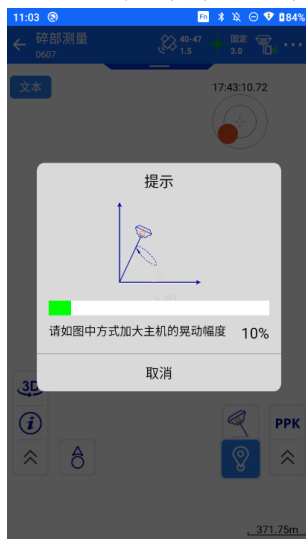 11:03
Fn
84%
碎部测量
0607
40-47
1.5
固定
3.0
文本
17:43:10.72
提示
请如图中方式加大主机的晃动幅度 10%
取消
3D
i
PPK
371.75m